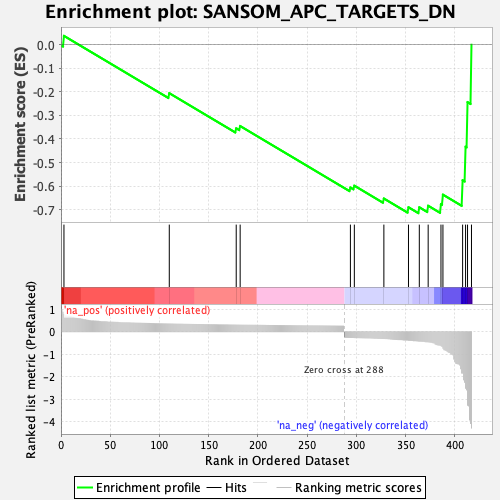 Enrichment plot: SANSOM_APC_TARGETS_DN
Enrichment score (ES)
0.0
-0.1
-0.2
-0.3
-0.4
-0.5
-0.6
-0.7
Ranked list metric (PreRanked)
'na_pos' (positively correlated)
1
0
-1
-2
-3
-4
Zero cross at 288
'na_neg' (negatively correlated)
0 50 100 150 200 250 300 350 400
Rank in Ordered Dataset
Enrichment profile Hits Ranking metric scores